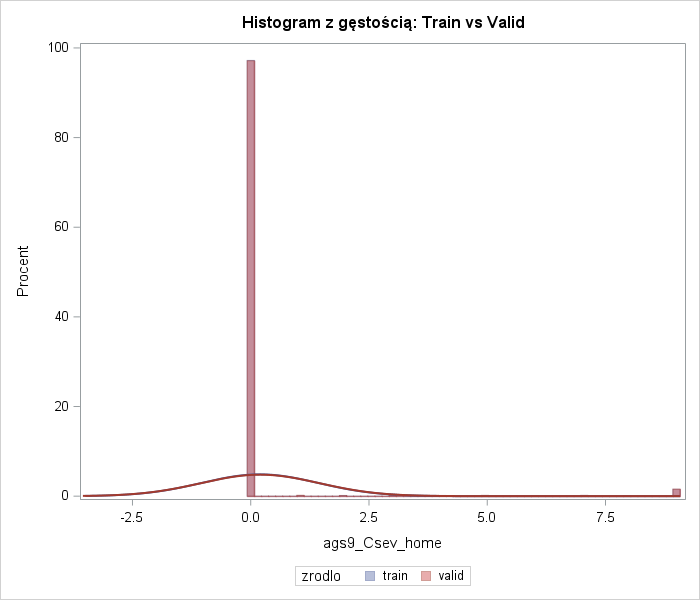 Histogram z gęstością: Train vs Valid
100
80
60
40
20
0
Procent
-2.5 0.0 2.5 5.0 7.5
ags9_Csev_home
zrodlo train valid